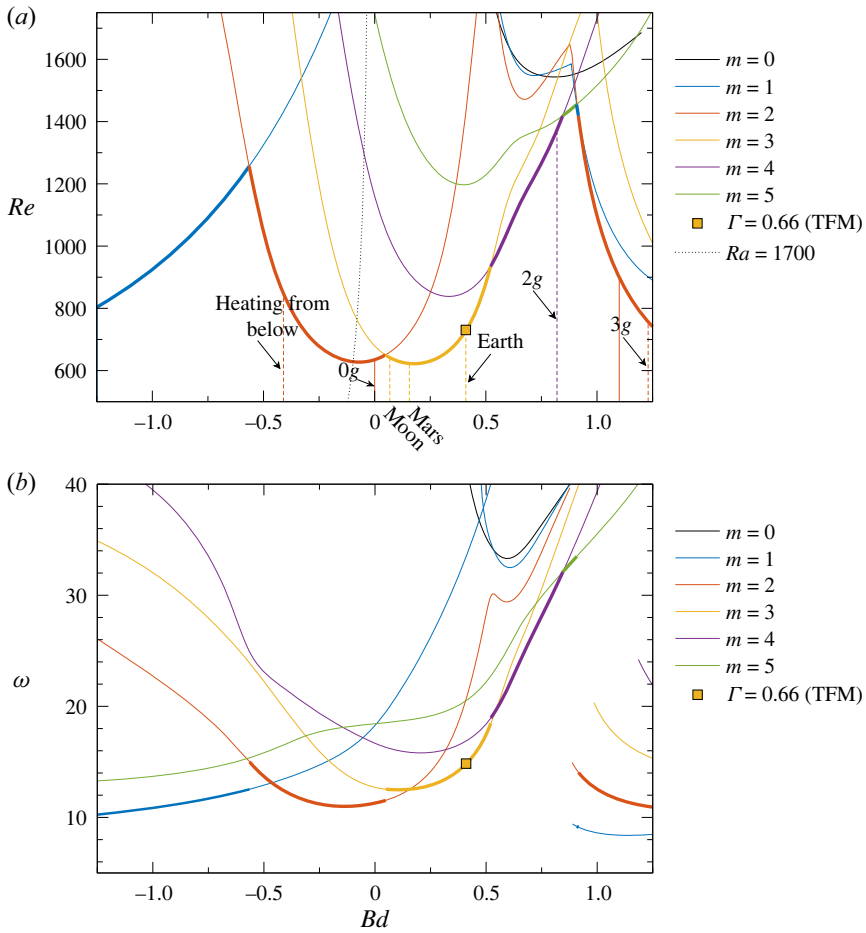 (a)
1600
1400
1200
Re
1000
800
600
Heating from
below
0g
Moon
Mars
Earth
2g
3g
−1.0
−0.5
0
0.5
1.0
m = 0
m = 1
m = 2
m = 3
m = 4
m = 5
Γ = 0.66 (TFM)
Ra = 1700
(b)
40
30
ω
20
10
−1.0
−0.5
0
0.5
1.0
Bd
m = 0
m = 1
m = 2
m = 3
m = 4
m = 5
Γ = 0.66 (TFM)